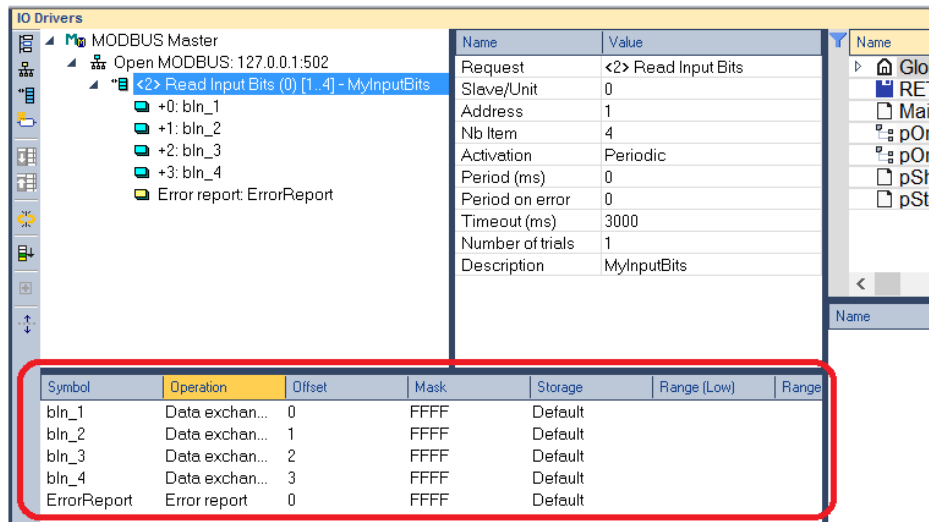 IO Drivers
MODBUS Master
Open MODBUS: 127.0.0.1:502
<2> Read Input Bits (0) [1..4] - MyInputBits
+0: bIn_1
+1: bIn_2
+2: bIn_3
+3: bIn_4
Error report: ErrorReport
Name Value
Request <2> Read Input Bits
Slave/Unit 0
Address 1
Nb Item 4
Activation Periodic
Period (ms) 0
Period on error 0
Timeout (ms) 3000
Number of trials 1
Description MyInputBits
Name
Glo
RET
Mai
pOr
pOr
pSh
pSt
Name
Symbol Operation Offset Mask Storage Range (Low) Range
bIn_1 Data exchan... 0 FFFF Default
bIn_2 Data exchan... 1 FFFF Default
bIn_3 Data exchan... 2 FFFF Default
bIn_4 Data exchan... 3 FFFF Default
ErrorReport Error report 0 FFFF Default